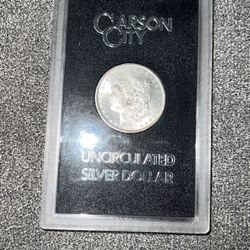 CARSON
CITY
UNCIRCULATED
SILVER DOLLAR